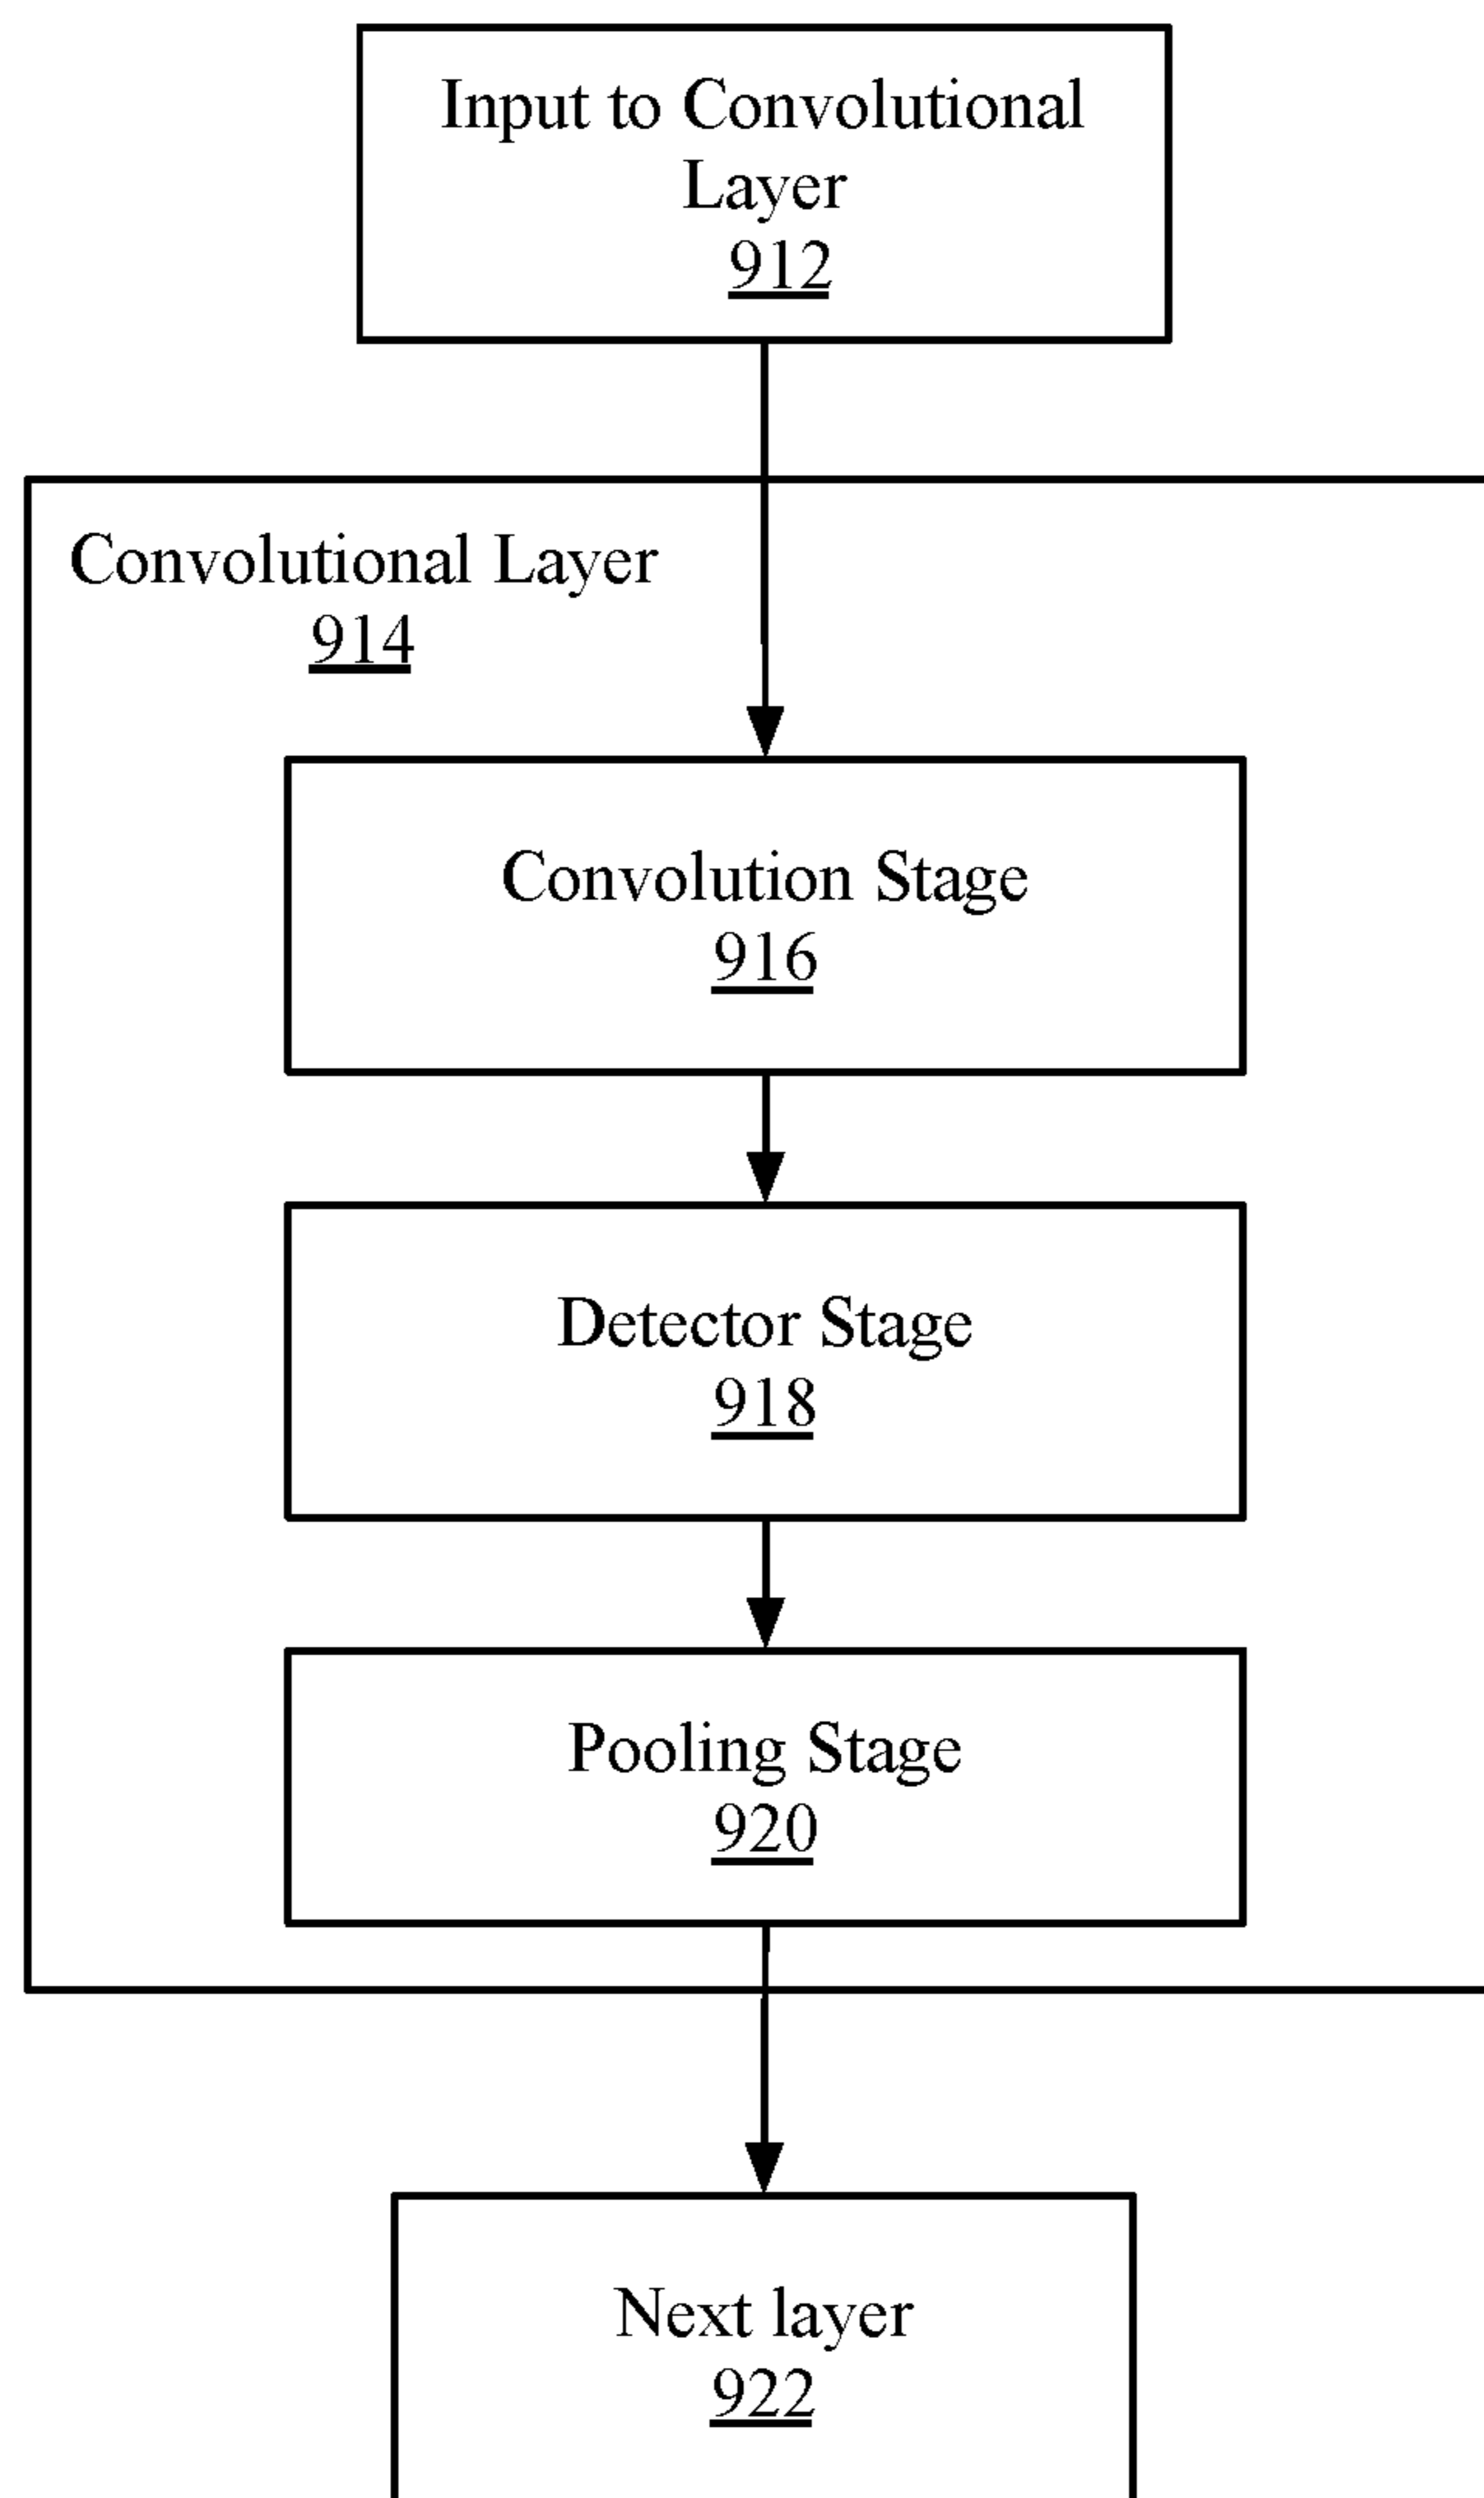 Input to Convolutional
Layer
912
Convolutional Layer
914
Convolution Stage
916
Detector Stage
918
Pooling Stage
920
Next layer
922